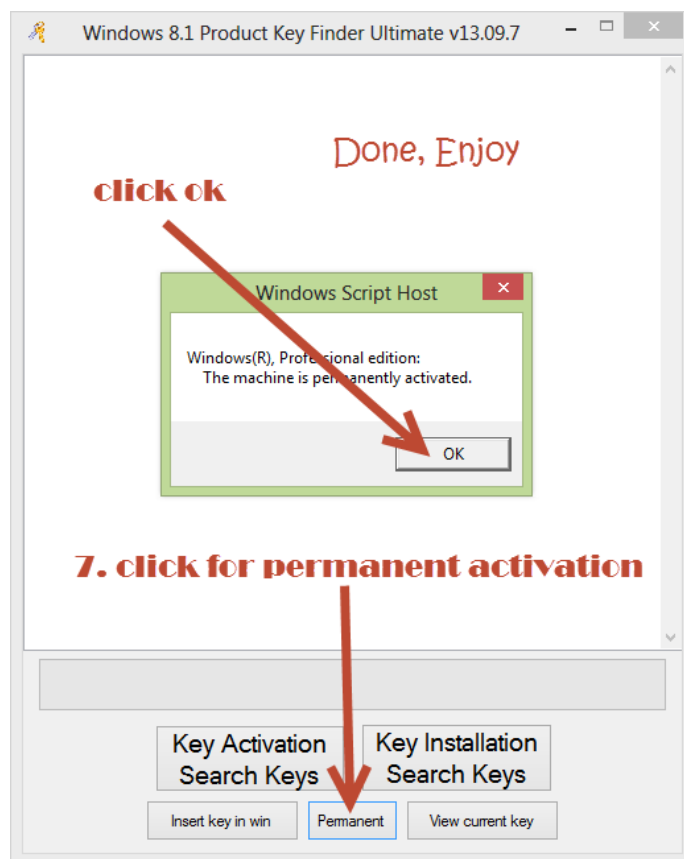 Windows 8.1 Product Key Finder Ultimate v13.09.7
Done, Enjoy
click ok
Windows Script Host
Windows(R), Professional edition:
The machine is permanently activated.
OK
7. click for permanent activation
Key Activation
Search Keys
Key Installation
Search Keys
Insert key in win
Permanent
View current key